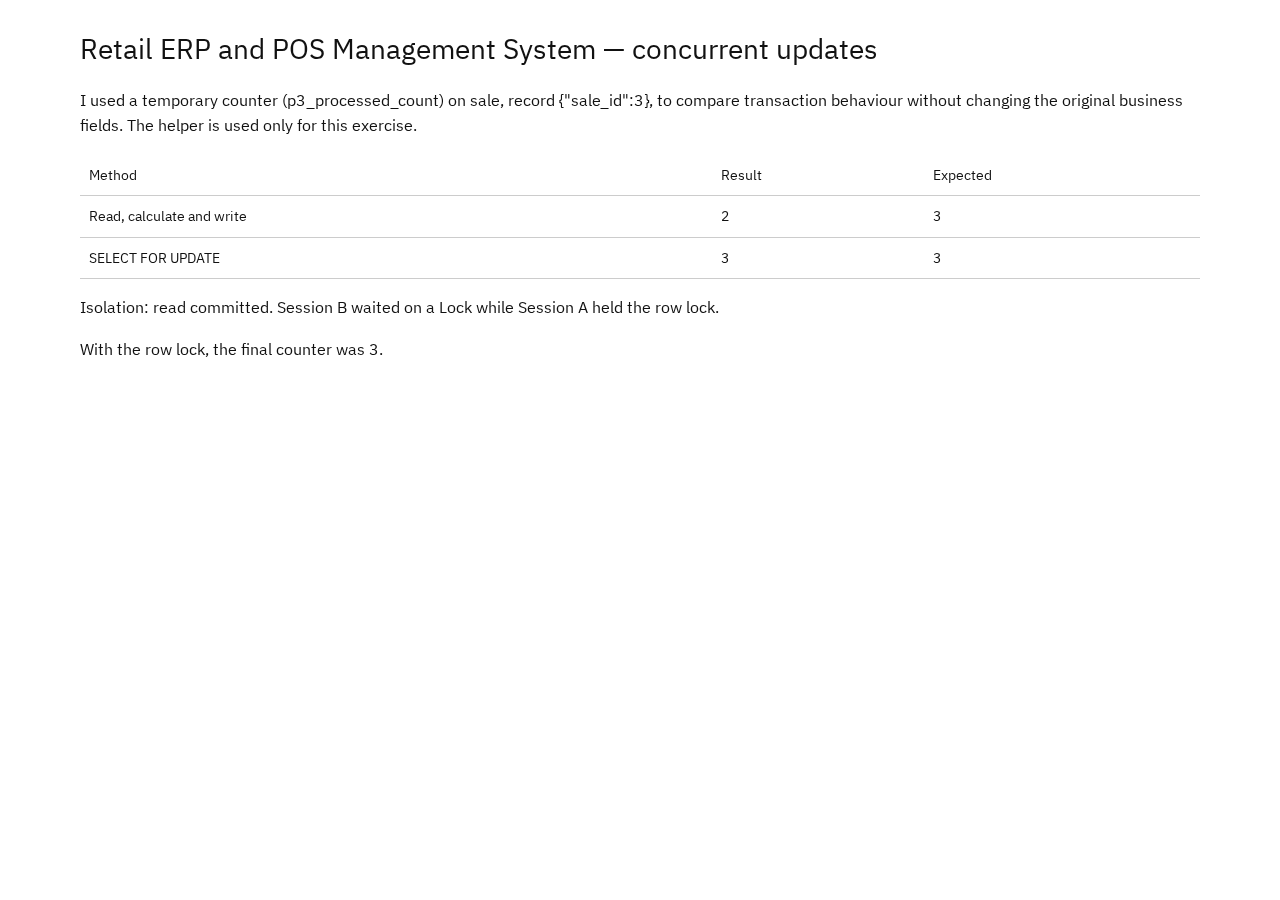 Retail ERP and POS Management System — concurrent updates
I used a temporary counter (p3_processed_count) on sale, record {"sale_id":3}, to compare transaction behaviour without changing the original business
fields. The helper is used only for this exercise.
Method Result Expected
Read, calculate and write 2 3
SELECT FOR UPDATE 3 3
Isolation: read committed. Session B waited on a Lock while Session A held the row lock.
With the row lock, the final counter was 3.